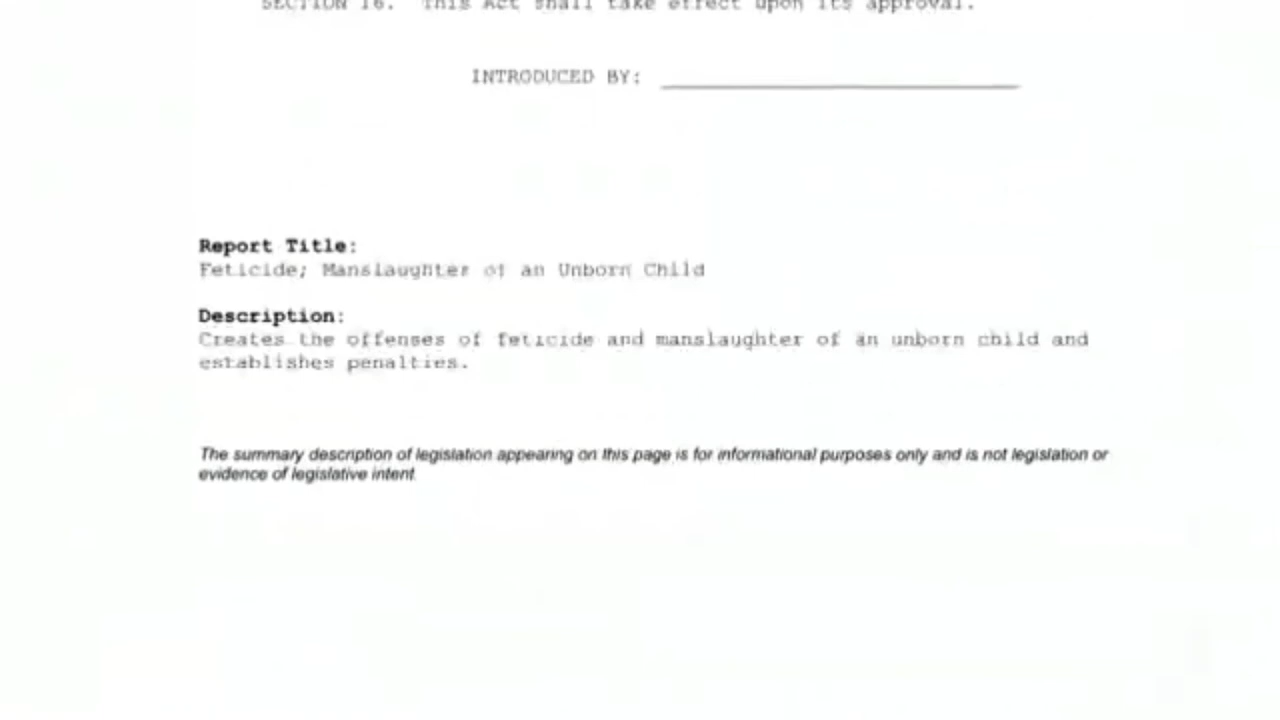 SECTION 16. This Act shall take effect upon its approval.
INTRODUCED BY:
Report Title:
Feticide; Manslaughter of an Unborn Child
Description:
Creates the offenses of feticide and manslaughter of an unborn child and
establishes penalties.
The summary description of legislation appearing on this page is for informational purposes only and is not legislation or
evidence of legislative intent